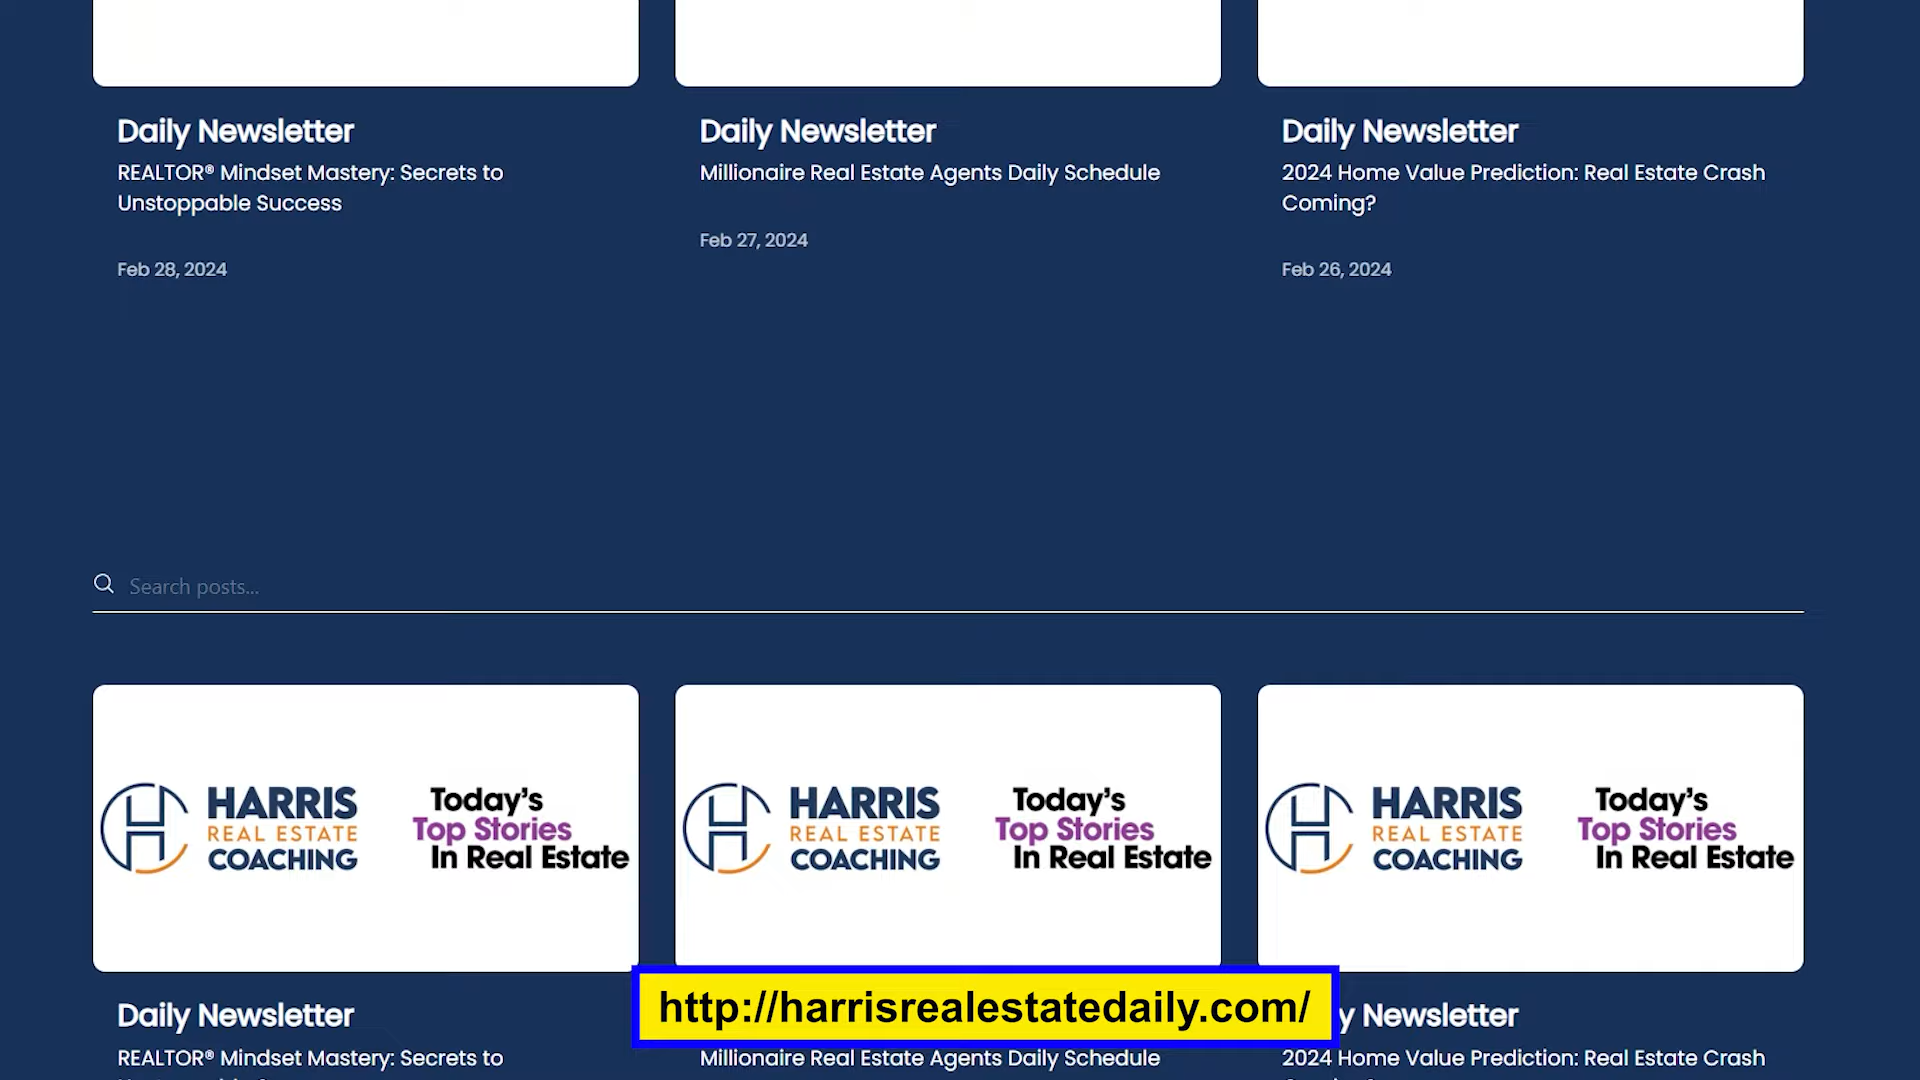 Daily Newsletter
REALTOR® Mindset Mastery: Secrets to
Unstoppable Success
Feb 28, 2024
Daily Newsletter
Millionaire Real Estate Agents Daily Schedule
Feb 27, 2024
Daily Newsletter
2024 Home Value Prediction: Real Estate Crash
Coming?
Feb 26, 2024
Search posts...
HARRIS
REAL ESTATE
COACHING
Today's
Top Stories
In Real Estate
HARRIS
REAL ESTATE
COACHING
Today's
Top Stories
In Real Estate
HARRIS
REAL ESTATE
COACHING
Today's
Top Stories
In Real Estate
Daily Newsletter
REALTOR® Mindset Mastery: Secrets to
http://harrisrealestatedaily.com/
Millionaire Real Estate Agents Daily Schedule
y Newsletter
2024 Home Value Prediction: Real Estate Crash